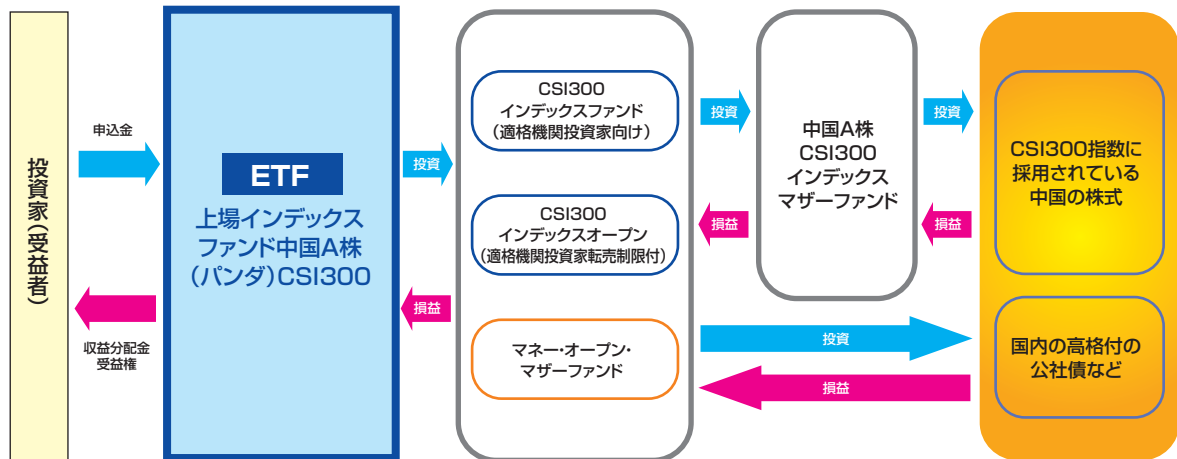 投資家(受益者)
申込金
収益分配金
受益権
ETF
上場インデックス
ファンド中国A株
(パンダ)CSI300
投資
損益
CSI300
インデックスファンド
(適格機関投資家向け)
CSI300
インデックスオープン
(適格機関投資家転売制限付)
マネー・オープン・
マザーファンド
投資
損益
中国A株
CSI300
インデックス
マザーファンド
投資
損益
投資
損益
CSI300指数に
採用されている
中国の株式
国内の高格付の
公社債など